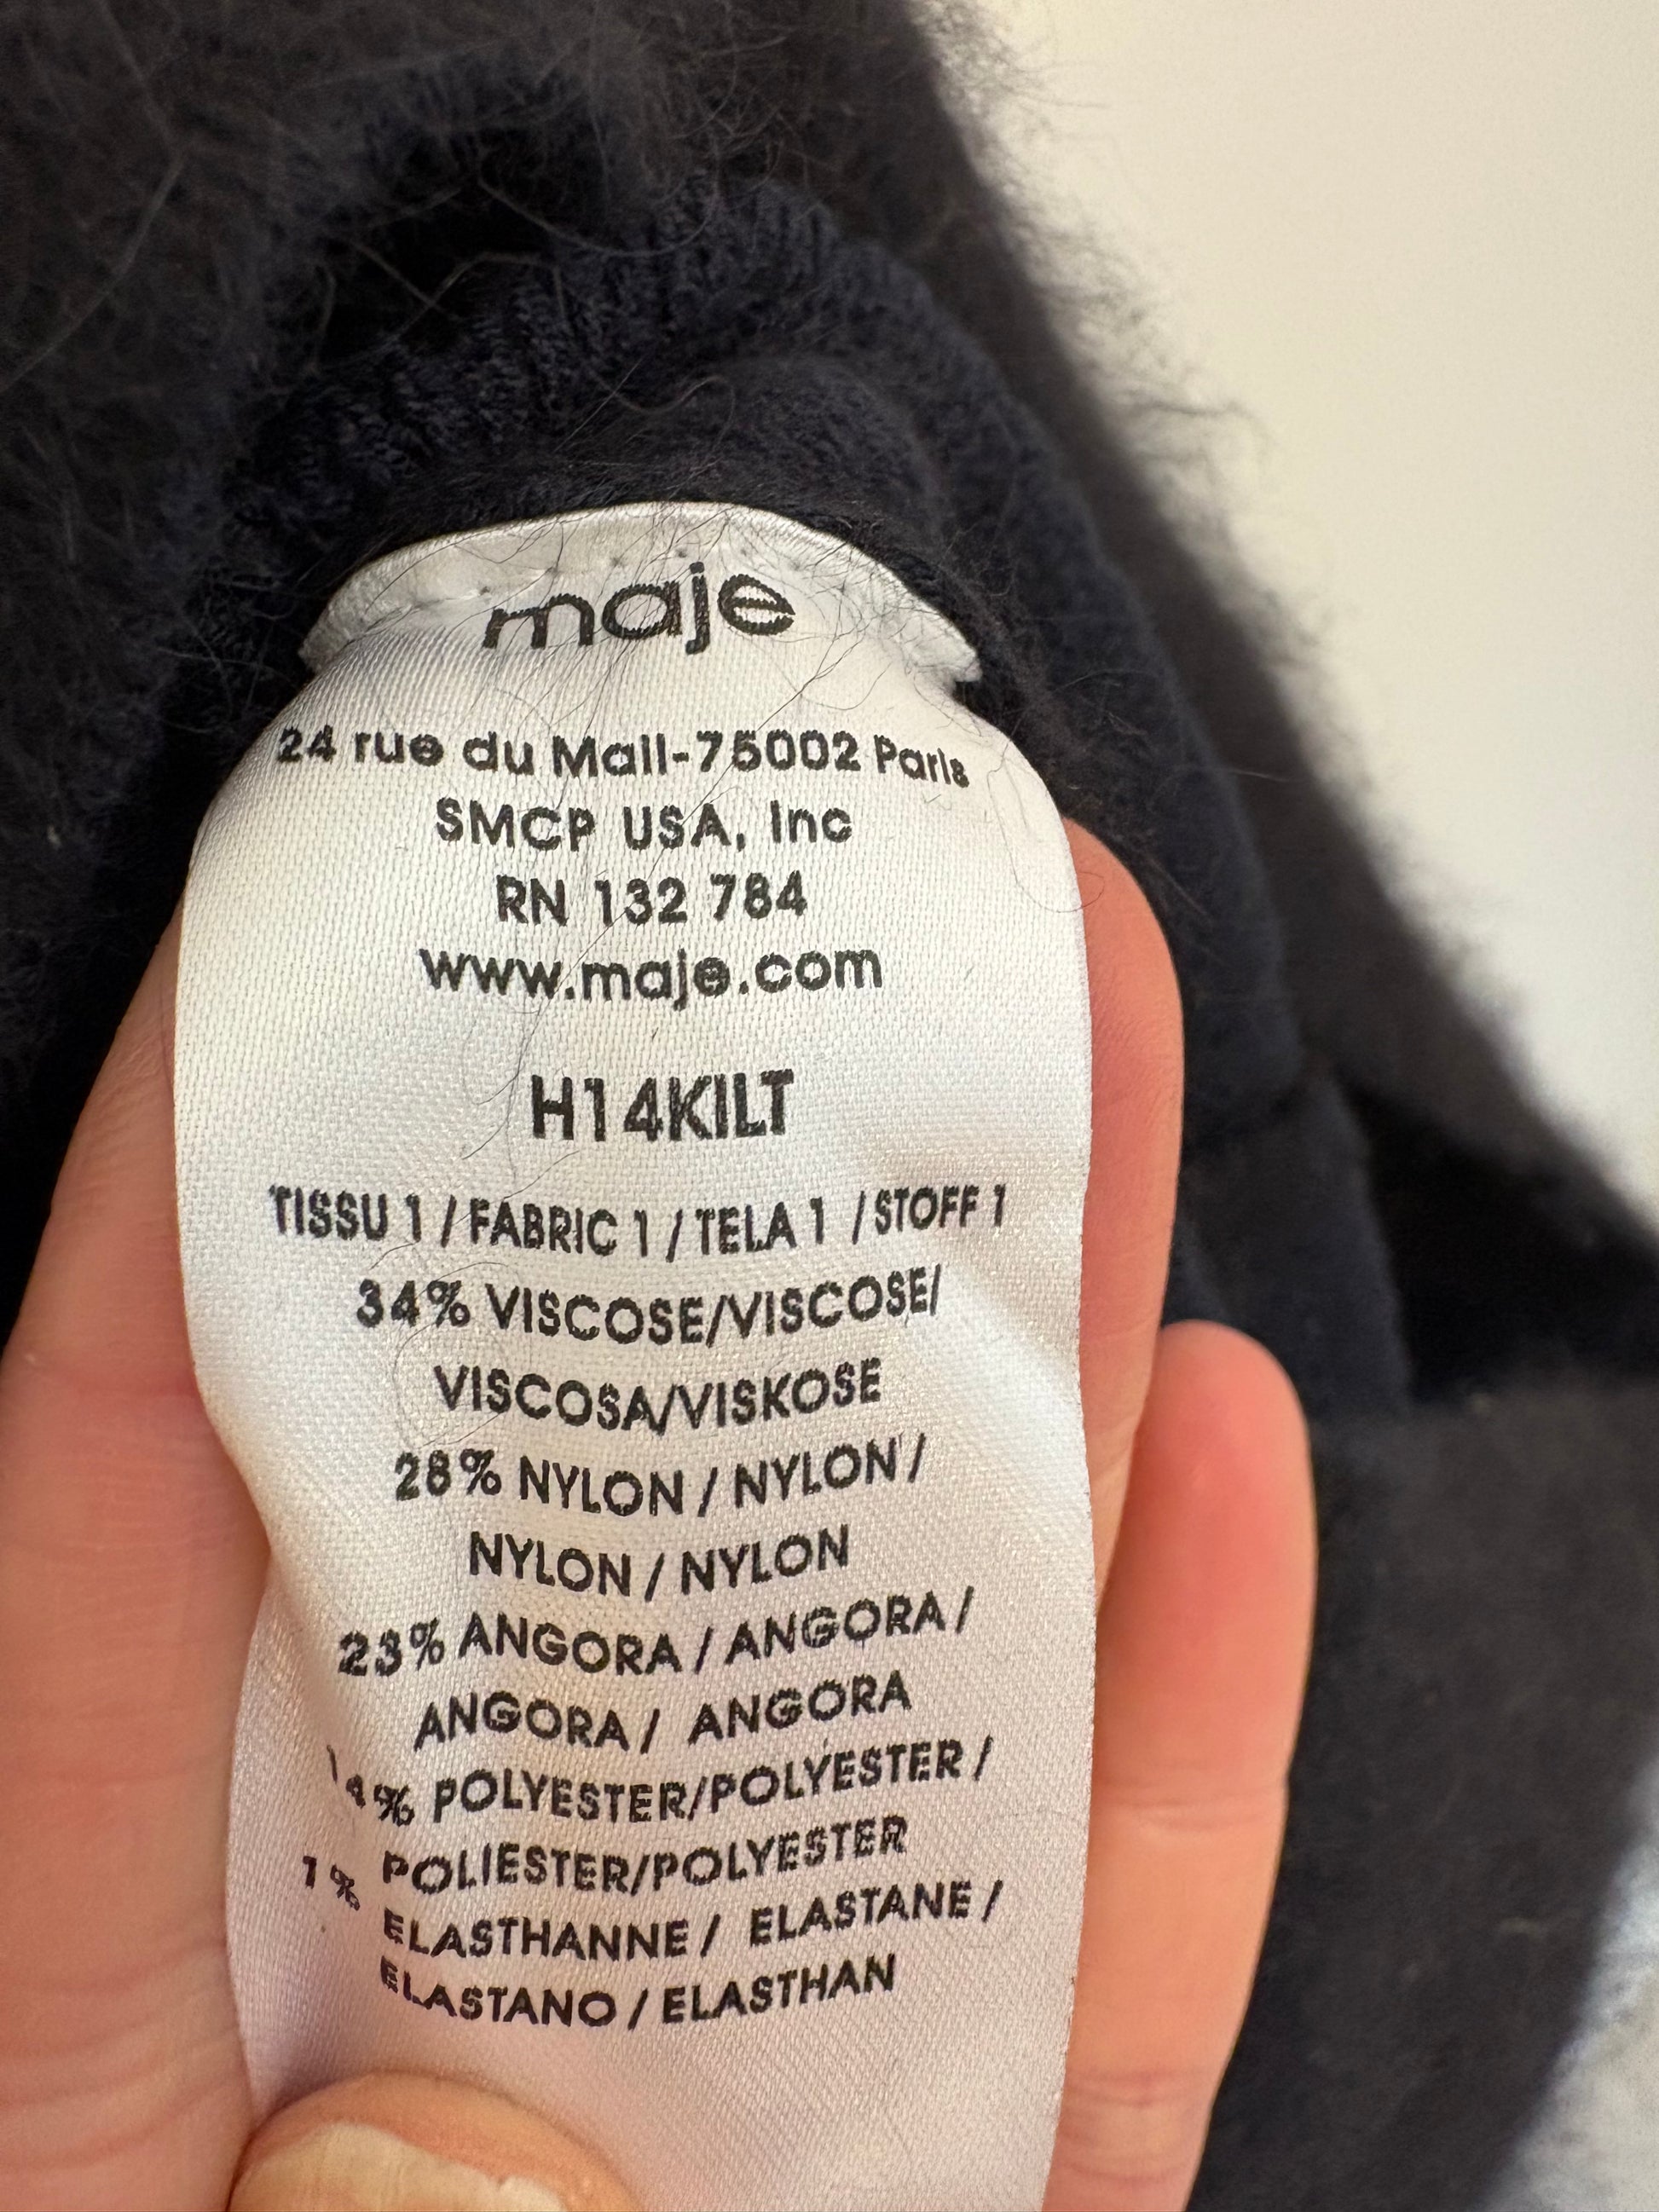 maje
24 rue du Mail-75002 Paris
SMCP USA, Inc
RN 132 784
www.maje.com
H14KILT
TISSU 1 / FABRIC 1 / TELA 1 / STOFF 1
34% VISCOSE/VISCOSE/
VISCOSA/VISKOSE
28% NYLON / NYLON /
NYLON / NYLON
23% ANGORA / ANGORA /
ANGORA / ANGORA
14% POLYESTER/POLYESTER /
POLIESTER/POLYESTER
1% ELASTHANNE / ELASTANE /
ELASTANO / ELASTHAN